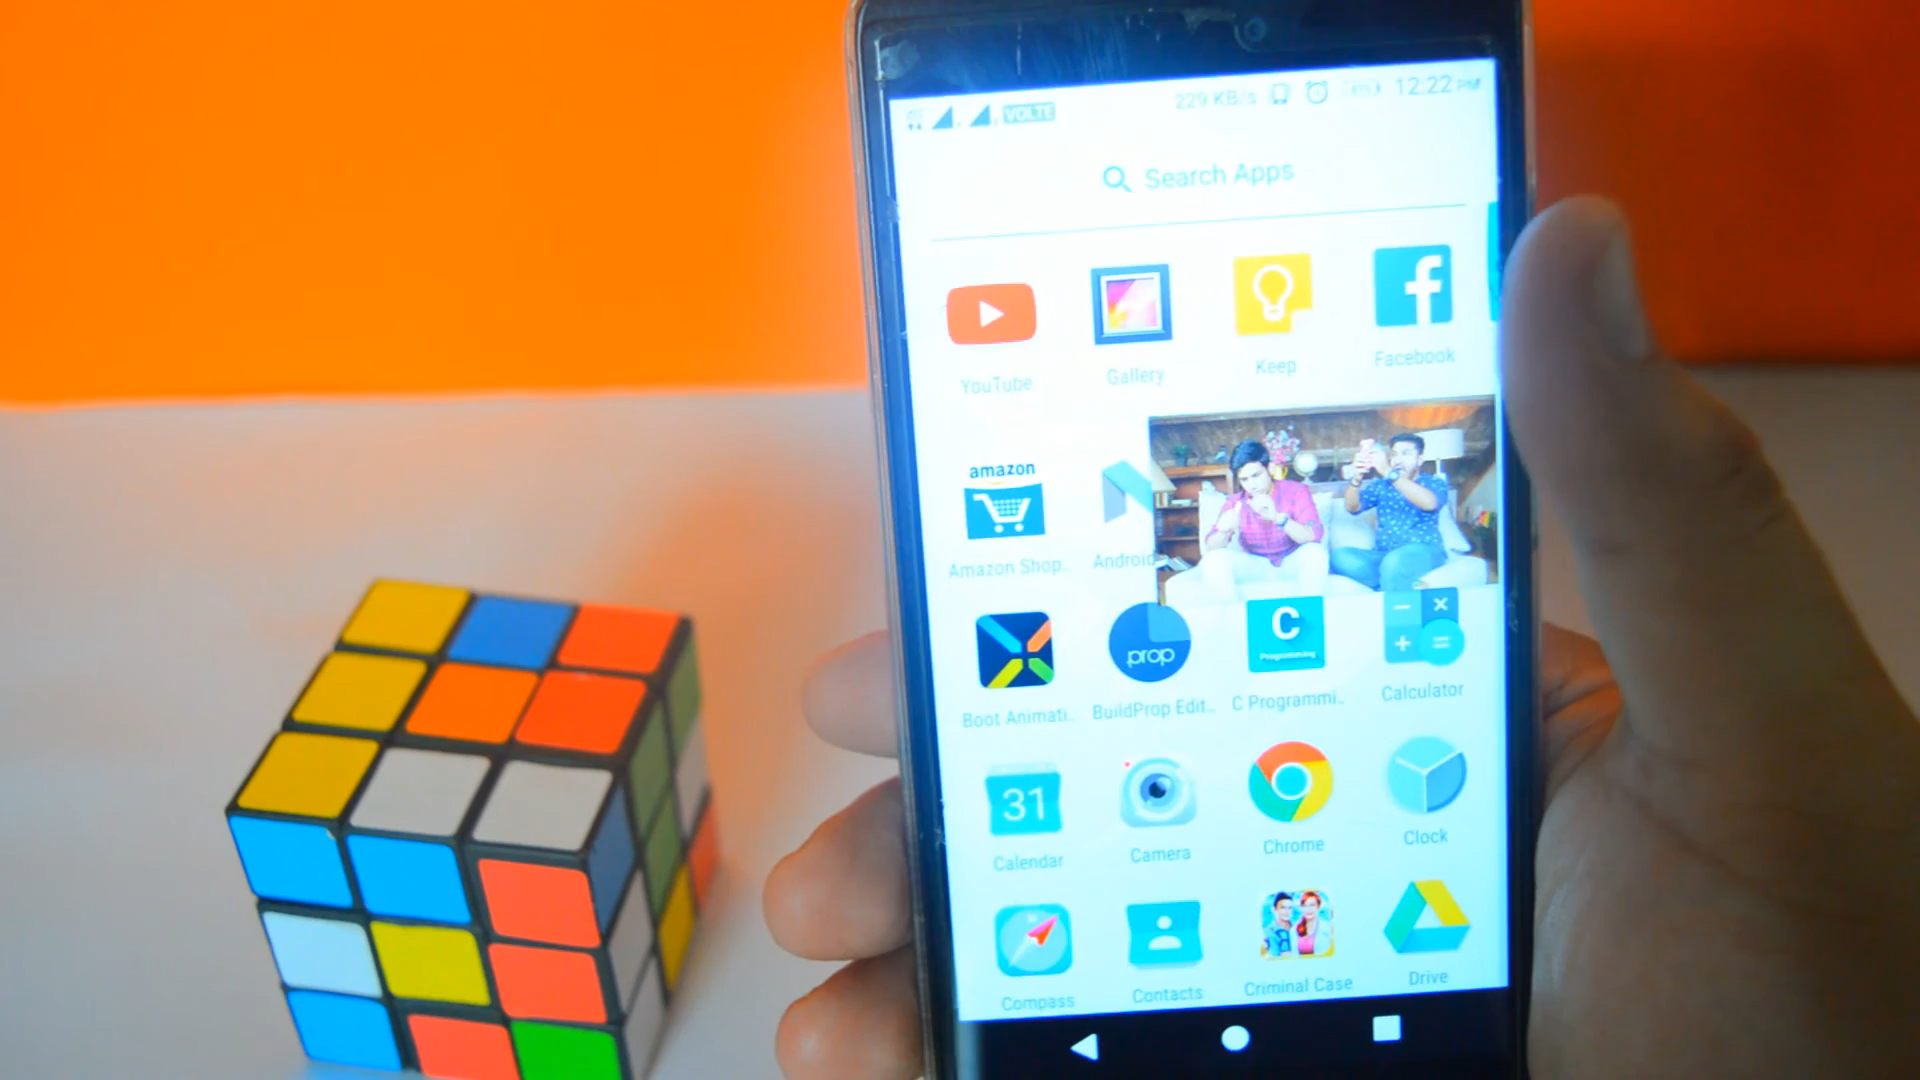 VOLTE 229 KB/s 12:22 PM
Search Apps
YouTube Gallery Keep Facebook
amazon
Amazon Shop.. Android
prop C Programming
Boot Animati.. BuildProp Edit.. C Programmi.. Calculator
31
Calendar Camera Chrome Clock
Compass Contacts Criminal Case Drive